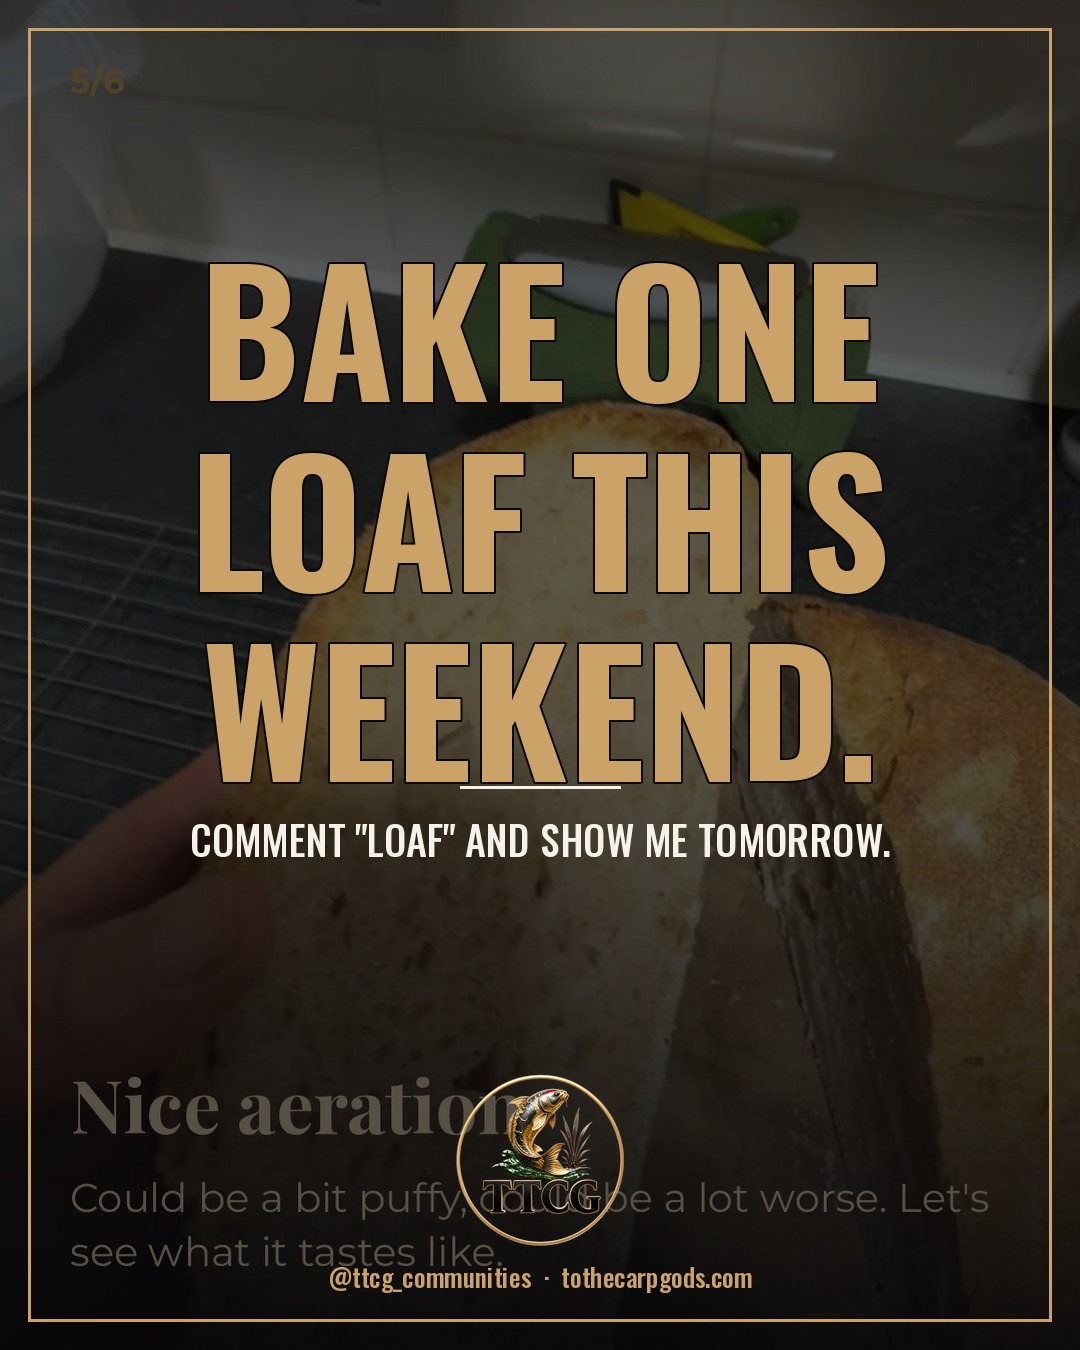 5/6
BAKE ONE
LOAF THIS
WEEKEND.
COMMENT "LOAF" AND SHOW ME TOMORROW.
Nice aeration
TTCG
Could be a bit puffy, could be a lot worse. Let's
see what it tastes like.
@ttcg_communities · tothecarpgods.com